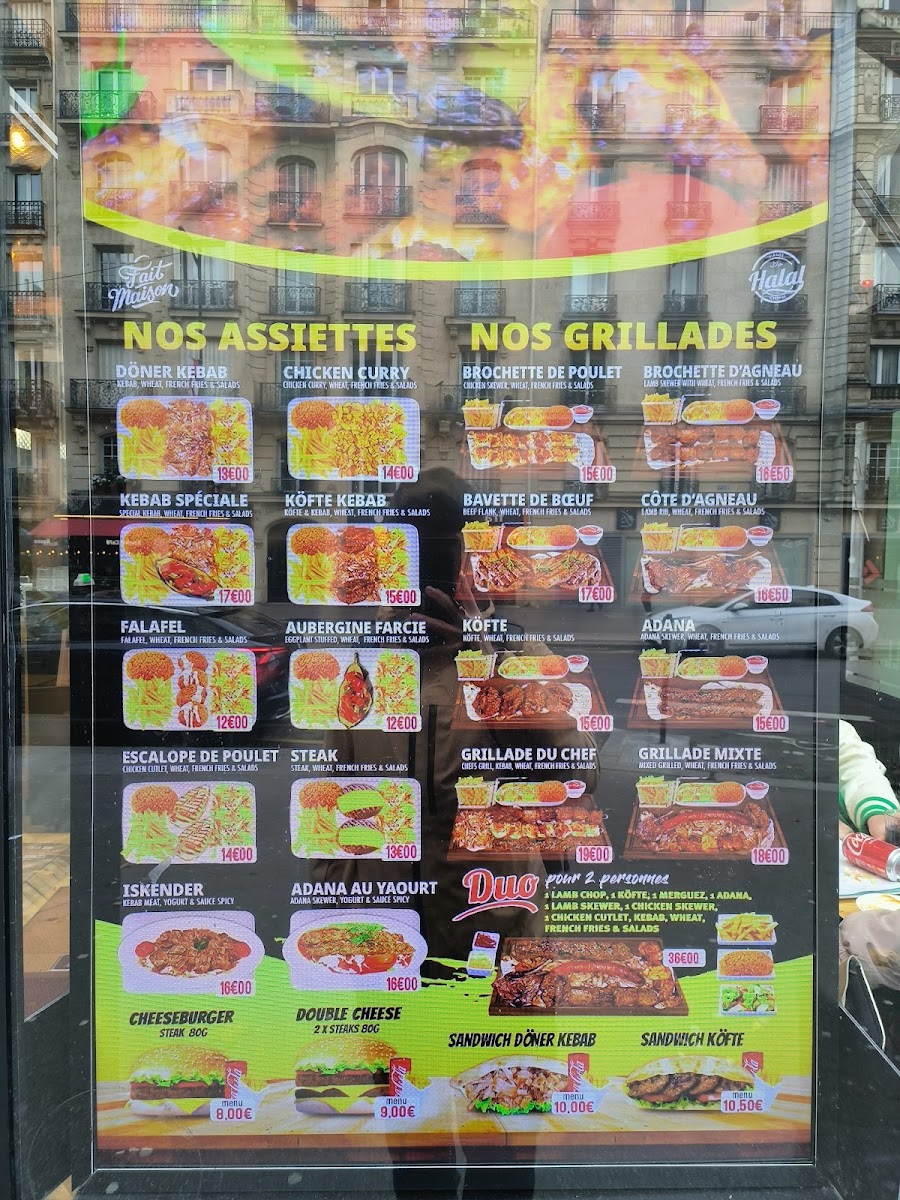 Fait
Maison
Halal
NOS ASSIETTES
DÖNER KEBAB
KEBAB, WHEAT, FRENCH FRIES & SALADS
13€00
CHICKEN CURRY
CHICKEN CURRY, WHEAT, FRENCH FRIES & SALADS
14€00
KEBAB SPÉCIALE
SPECIAL KEBAB, WHEAT, FRENCH FRIES & SALADS
17€00
KÖFTE KEBAB
KÖFTE & KEBAB, WHEAT, FRENCH FRIES & SALADS
15€00
FALAFEL
FALAFEL, WHEAT, FRENCH FRIES & SALADS
12€00
AUBERGINE FARCIE
EGGPLANT STUFFED, WHEAT, FRENCH FRIES & SALADS
12€00
ESCALOPE DE POULET
CHICKEN CUTLET, WHEAT, FRENCH FRIES & SALADS
14€00
STEAK
STEAK, WHEAT, FRENCH FRIES & SALADS
13€00
ISKENDER
KEBAB MEAT, YOGURT & SAUCE SPICY
16€00
ADANA AU YAOURT
ADANA SKEWER, YOGURT & SAUCE SPICY
16€00
NOS GRILLADES
BROCHETTE DE POULET
CHICKEN SKEWER, WHEAT, FRENCH FRIES & SALADS
15€00
BROCHETTE D'AGNEAU
LAMB SKEWER WITH WHEAT, FRENCH FRIES & SALADS
16€50
BAVETTE DE BŒUF
BEEF FLANK, WHEAT, FRENCH FRIES & SALADS
17€00
CÔTE D'AGNEAU
LAMB RIB, WHEAT, FRENCH FRIES & SALADS
16€50
KÖFTE
KÖFTE, WHEAT, FRENCH FRIES & SALADS
15€00
ADANA
ADANA SKEWER, WHEAT, FRENCH FRIES & SALADS
15€00
GRILLADE DU CHEF
CHEFS GRILL, KEBAB, WHEAT, FRENCH FRIES & SALADS
19€00
GRILLADE MIXTE
MIXED GRILLED, WHEAT, FRENCH FRIES & SALADS
18€00
Duo pour 2 personnes
1 LAMB CHOP, 1 KÖFTE, 1 MERGUEZ, 1 ADANA,
1 LAMB SKEWER, 1 CHICKEN SKEWER,
1 CHICKEN CUTLET, KEBAB, WHEAT,
FRENCH FRIES & SALADS
36€00
CHEESEBURGER
STEAK 80G
menu
8,00€
DOUBLE CHEESE
2 X STEAKS 80G
menu
9,00€
SANDWICH DÖNER KEBAB
menu
10,00€
SANDWICH KÖFTE
menu
10,50€